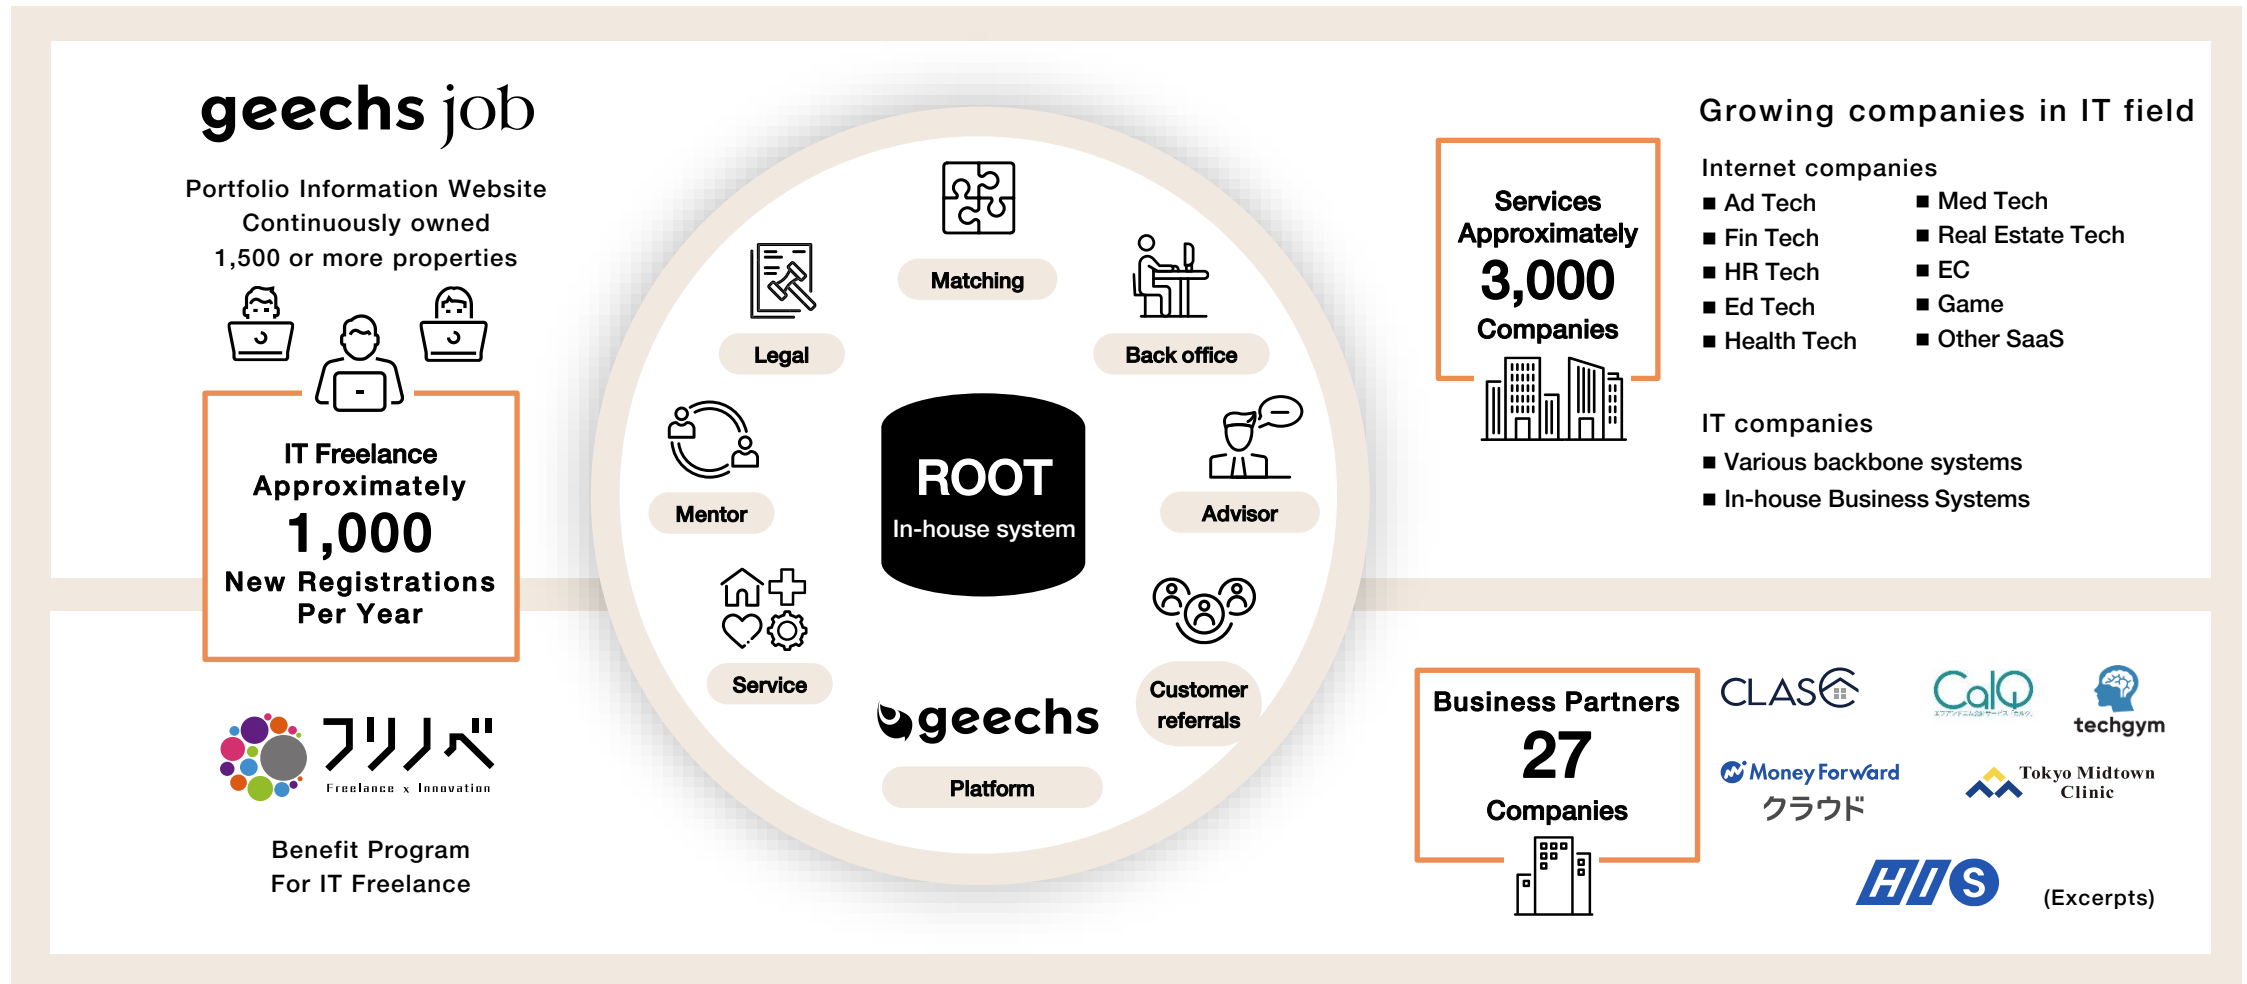 geechs job
Portfolio Information Website
Continuously owned
1,500 or more properties
IT Freelance
Approximately
1,000
New Registrations
Per Year
フリノベ
Freelance x Innovation
Benefit Program
For IT Freelance
Matching
Legal
Back office
Mentor
Advisor
Service
Customer
referrals
ROOT
In-house system
geechs
Platform
Services
Approximately
3,000
Companies
Growing companies in IT field
Internet companies
■ Ad Tech
■ Fin Tech
■ HR Tech
■ Ed Tech
■ Health Tech
■ Med Tech
■ Real Estate Tech
■ EC
■ Game
■ Other SaaS
IT companies
■ Various backbone systems
■ In-house Business Systems
Business Partners
27
Companies
CLAS
CalQ
techgym
Money Forward
クラウド
Tokyo Midtown
Clinic
HIS
(Excerpts)